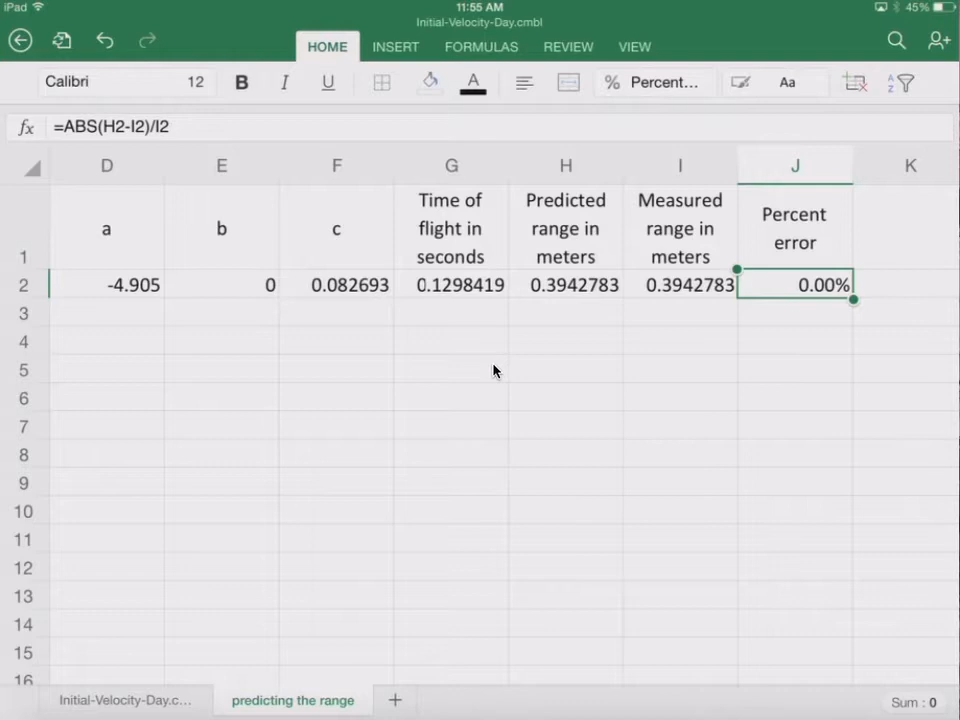 iPad 11:55 AM 45%
Initial-Velocity-Day.cmbl
HOME INSERT FORMULAS REVIEW VIEW
Calibri 12 B I U A % Percent... Aa A Z
fx =ABS(H2-I2)/I2
D E F G H I J K
1 a b c Time of flight in seconds Predicted range in meters Measured range in meters Percent error
2 -4.905 0 0.082693 0.1298419 0.3942783 0.3942783 0.00%
3
4
5
6
7
8
9
10
11
12
13
14
15
16
Initial-Velocity-Day.c... predicting the range + Sum : 0